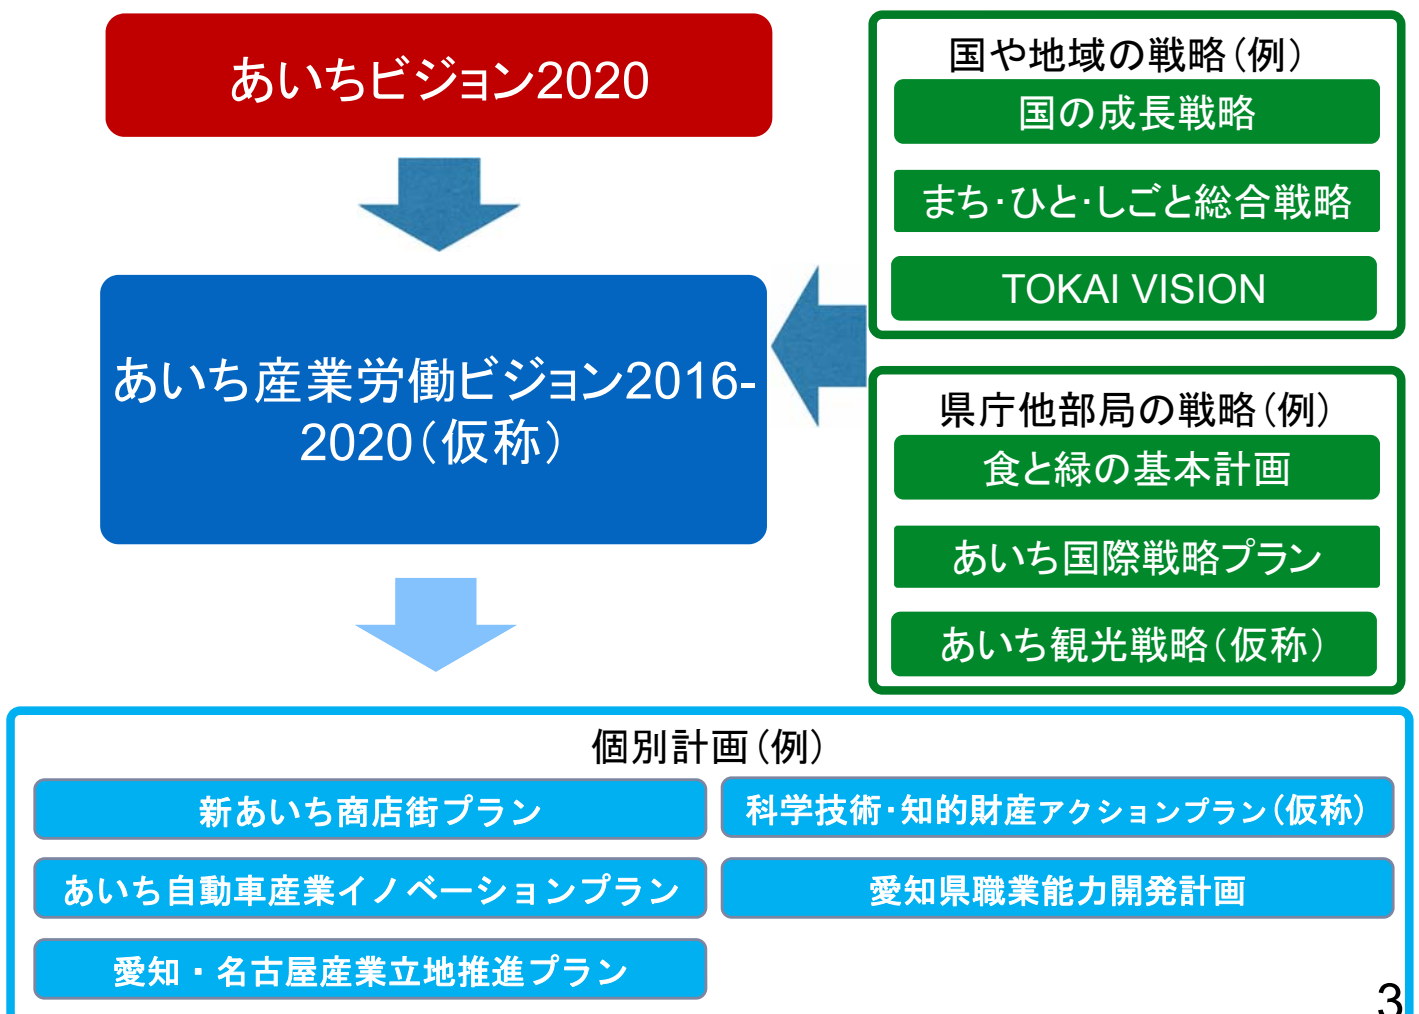 あいちビジョン2020
国や地域の戦略（例）
国の成長戦略
まち・ひと・しごと総合戦略
TOKAI VISION
あいち産業労働ビジョン2016-
2020（仮称）
県庁他部局の戦略（例）
食と緑の基本計画
あいち国際戦略プラン
あいち観光戦略（仮称）
個別計画（例）
新あいち商店街プラン
科学技術・知的財産アクションプラン（仮称）
あいち自動車産業イノベーションプラン
愛知県職業能力開発計画
愛知・名古屋産業立地推進プラン
3